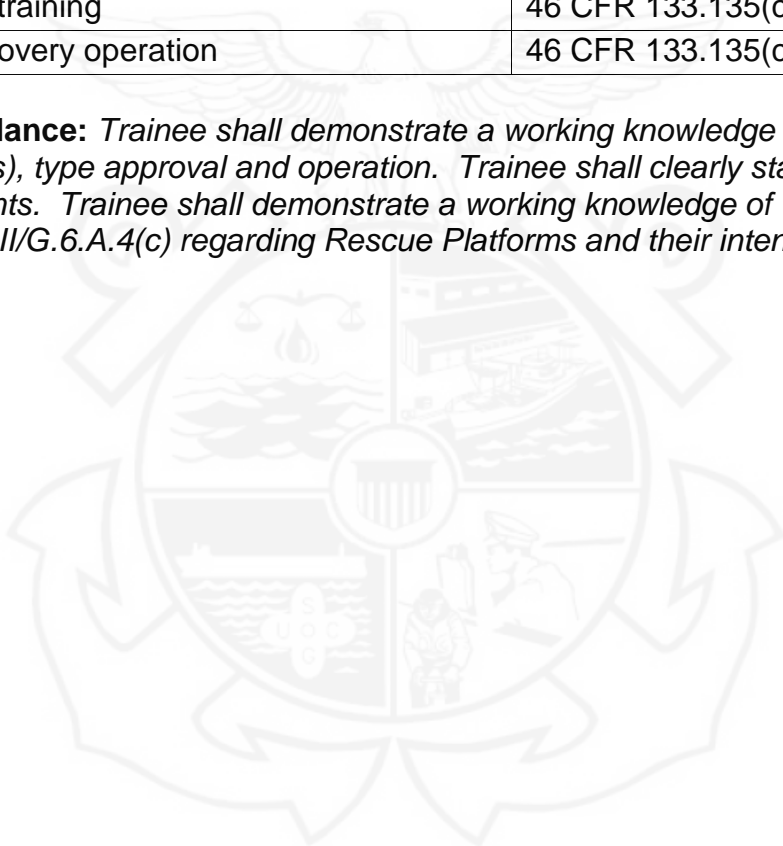 training 46 CFR 133.135(c
overy operation 46 CFR 133.135(c
lance: Trainee shall demonstrate a working knowledge
s), type approval and operation. Trainee shall clearly sta
nts. Trainee shall demonstrate a working knowledge of
II/G.6.A.4(c) regarding Rescue Platforms and their inten
S
U O C
G